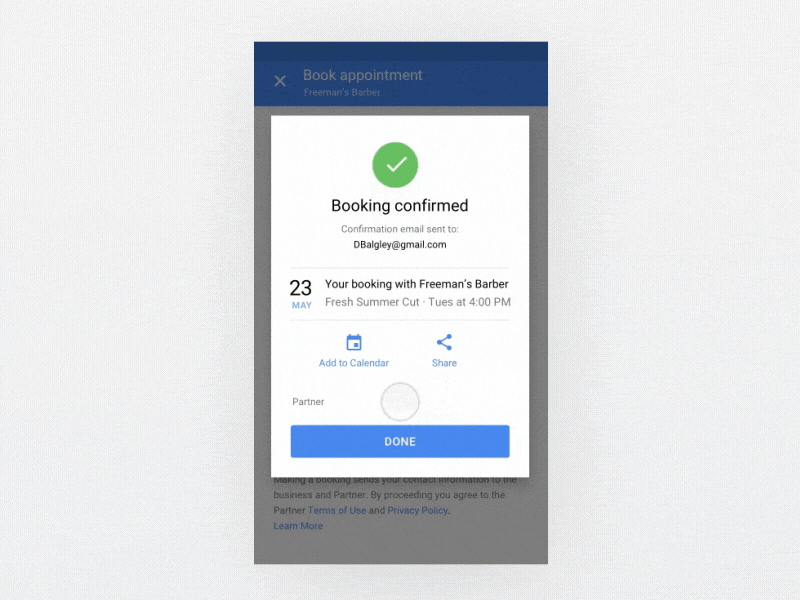 Book appointment
Freeman's Barber
Booking confirmed
Confirmation email sent to:
DBalgley@gmail.com
23
MAY
Your booking with Freeman's Barber
Fresh Summer Cut · Tues at 4:00 PM
Add to Calendar
Share
Partner
DONE
Making a booking sends your contact information to the
business and Partner. By proceeding you agree to the
Partner Terms of Use and Privacy Policy.
Learn More